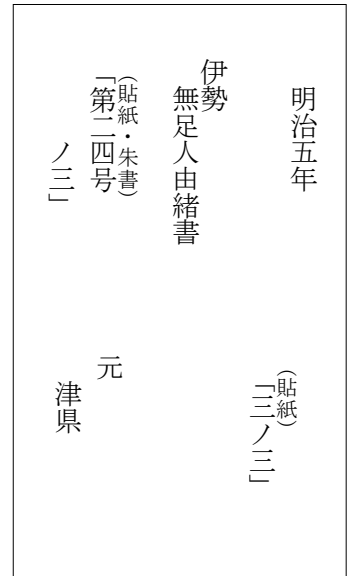 明治五年
(貼紙)
「三ノ三」
伊勢
無足人由緒書
(貼紙・朱書)
「第二四号
ノ三」
元
津県